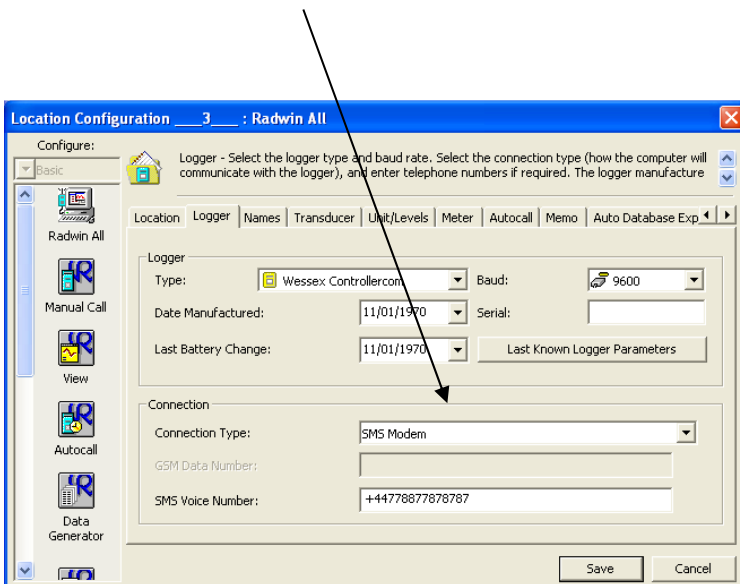 Location Configuration ___3___ : Radwin All
Configure:
Basic
Logger - Select the logger type and baud rate. Select the connection type (how the computer will
communicate with the logger), and enter telephone numbers if required. The logger manufacture
Radwin All
Manual Call
View
Autocall
Data
Generator
Location Logger Names Transducer Unit/Levels Meter Autocall Memo Auto Database Exp
Logger
Type: Wessex Controllercom Baud: 9600
Date Manufactured: 11/01/1970 Serial:
Last Battery Change: 11/01/1970 Last Known Logger Parameters
Connection
Connection Type: SMS Modem
GSM Data Number:
SMS Voice Number: +44778877878787
Save Cancel